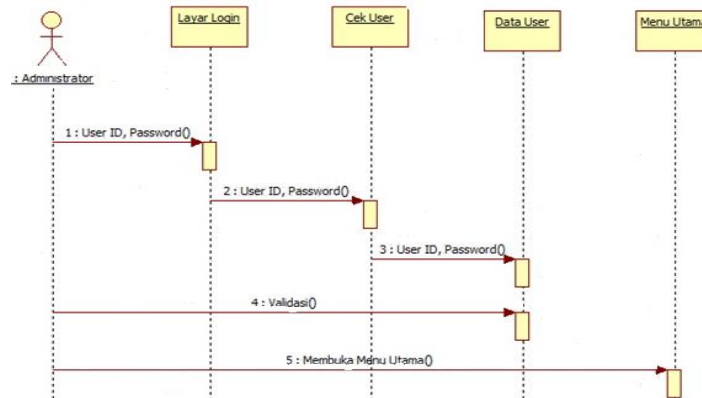 Layar Login
Cek User
Data User
Menu Utama
: Administrator
1 : User ID, Password()
2 : User ID, Password()
3 : User ID, Password()
4 : Validasi()
5 : Membuka Menu Utama()